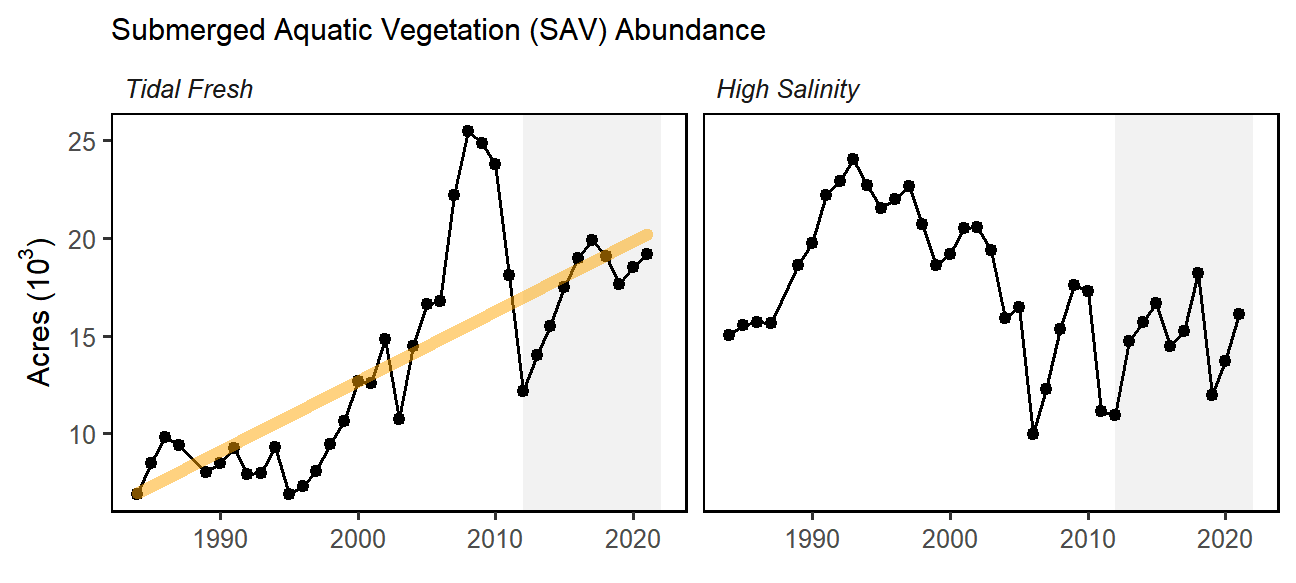 Submerged Aquatic Vegetation (SAV) Abundance
Tidal Fresh
High Salinity
Acres (10³)
25
20
15
10
1990 2000 2010 2020
1990 2000 2010 2020